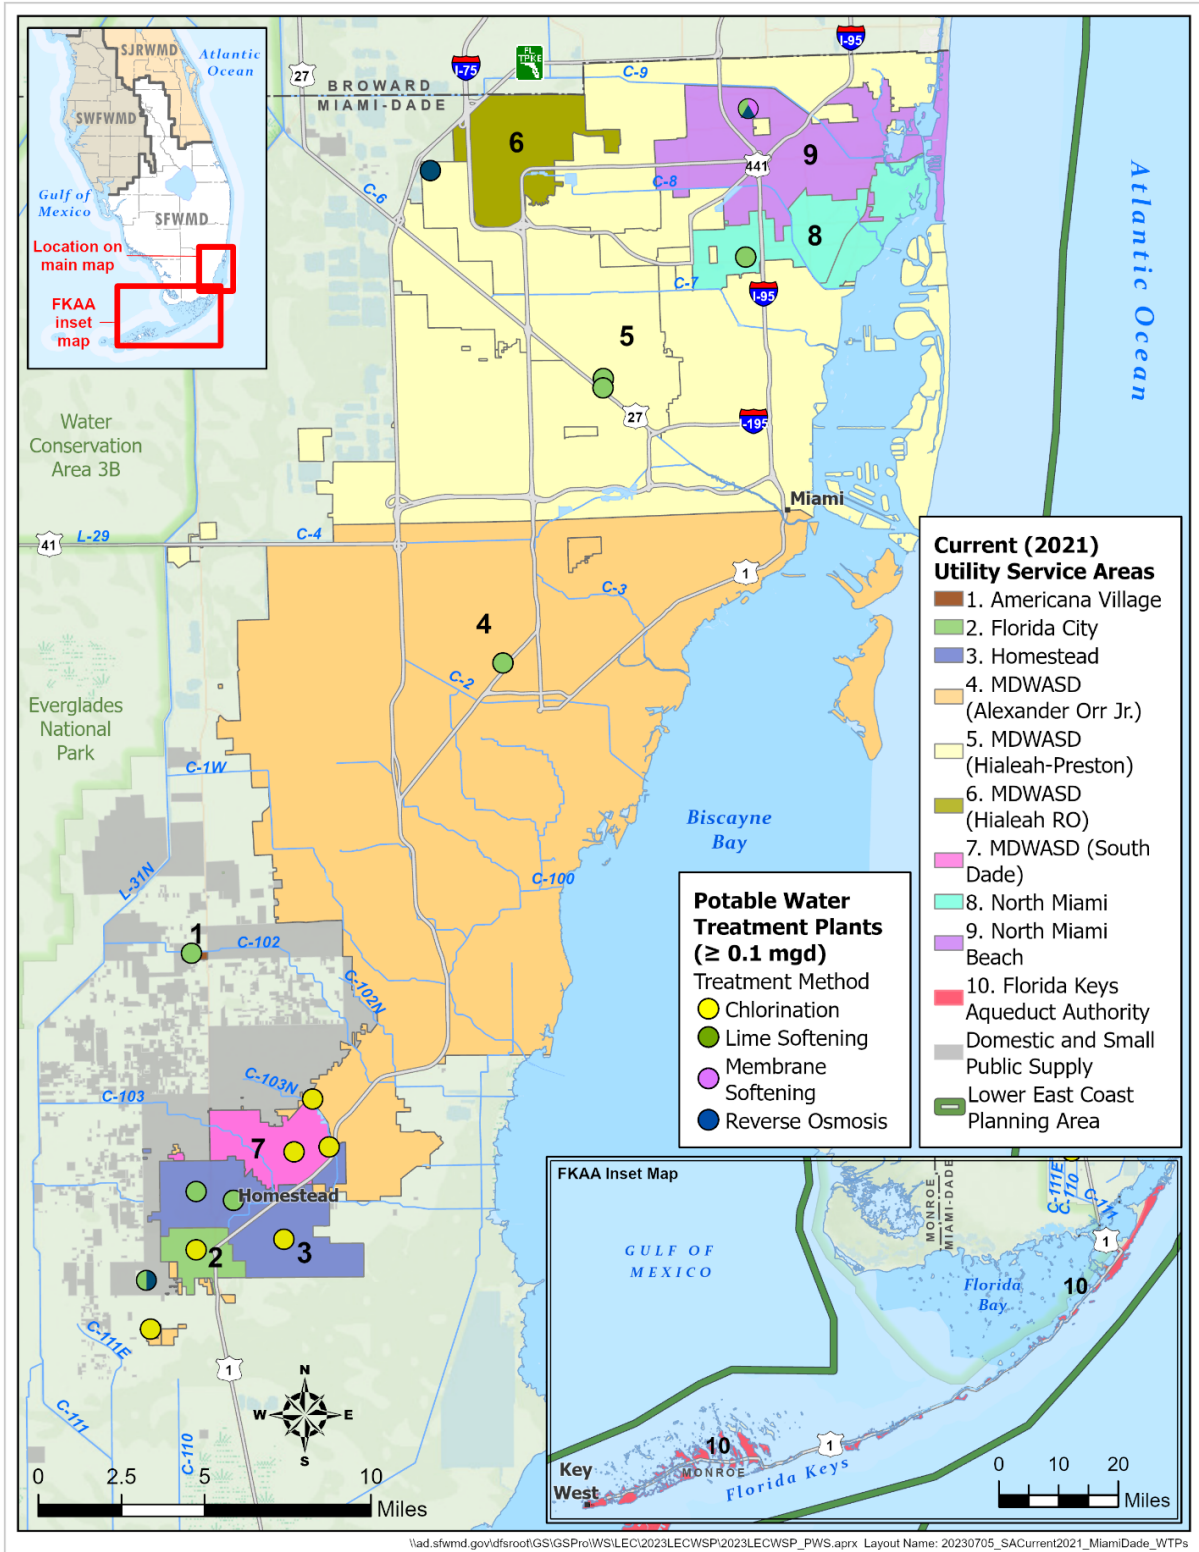 SJRWMD
Atlantic
Ocean
SWFWMD
Gulf of
Mexico
SFWMD
Location on
main map
FKAA
inset
map
27
I-75
FL
TPKE
I-95
BROWARD
MIAMI-DADE
C-9
6
9
441
C-8
C-6
8
C-7
I-95
5
27
I-195
Atlantic Ocean
Water
Conservation
Area 3B
Miami
41
L-29
C-4
1
C-3
4
C-2
Everglades
National
Park
C-1W
Biscayne
Bay
L-31N
C-100
1
C-102
C-102N
C-103N
C-103
7
Homestead
2
3
C-111E
1
C-111
C-110
N
W
E
S
0
2.5
5
10
Miles
Current (2021)
Utility Service Areas
1. Americana Village
2. Florida City
3. Homestead
4. MDWASD
(Alexander Orr Jr.)
5. MDWASD
(Hialeah-Preston)
6. MDWASD
(Hialeah RO)
7. MDWASD (South
Dade)
8. North Miami
9. North Miami
Beach
10. Florida Keys
Aqueduct Authority
Domestic and Small
Public Supply
Lower East Coast
Planning Area
Potable Water
Treatment Plants
(≥ 0.1 mgd)
Treatment Method
Chlorination
Lime Softening
Membrane
Softening
Reverse Osmosis
FKAA Inset Map
MONROE
MIAMI-DADE
C-111E
C-110
C-111
1
GULF OF
MEXICO
Florida
Bay
10
10
MONROE
1
Key
West
Florida Keys
0
10
20
Miles
\\ad.sfwmd.gov\dfsroot\GS\GSPro\WS\LEC\2023LECWSP\2023LECWSP_PWS.aprx Layout Name: 20230705_SACurrent2021_MiamiDade_WTPs